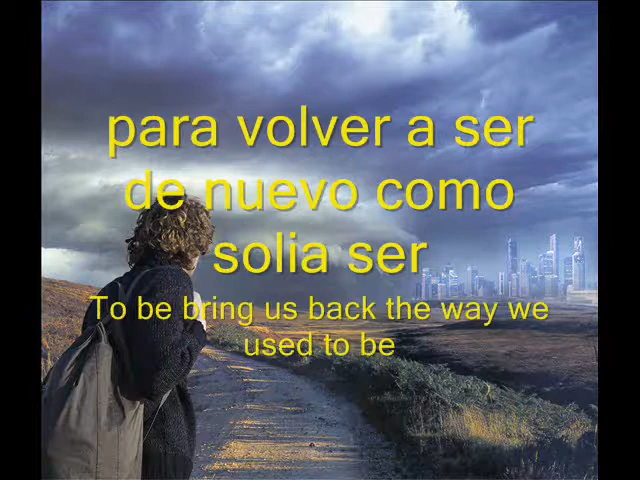 para volver a ser
de nuevo como
solia ser
To be bring us back the way we
used to be